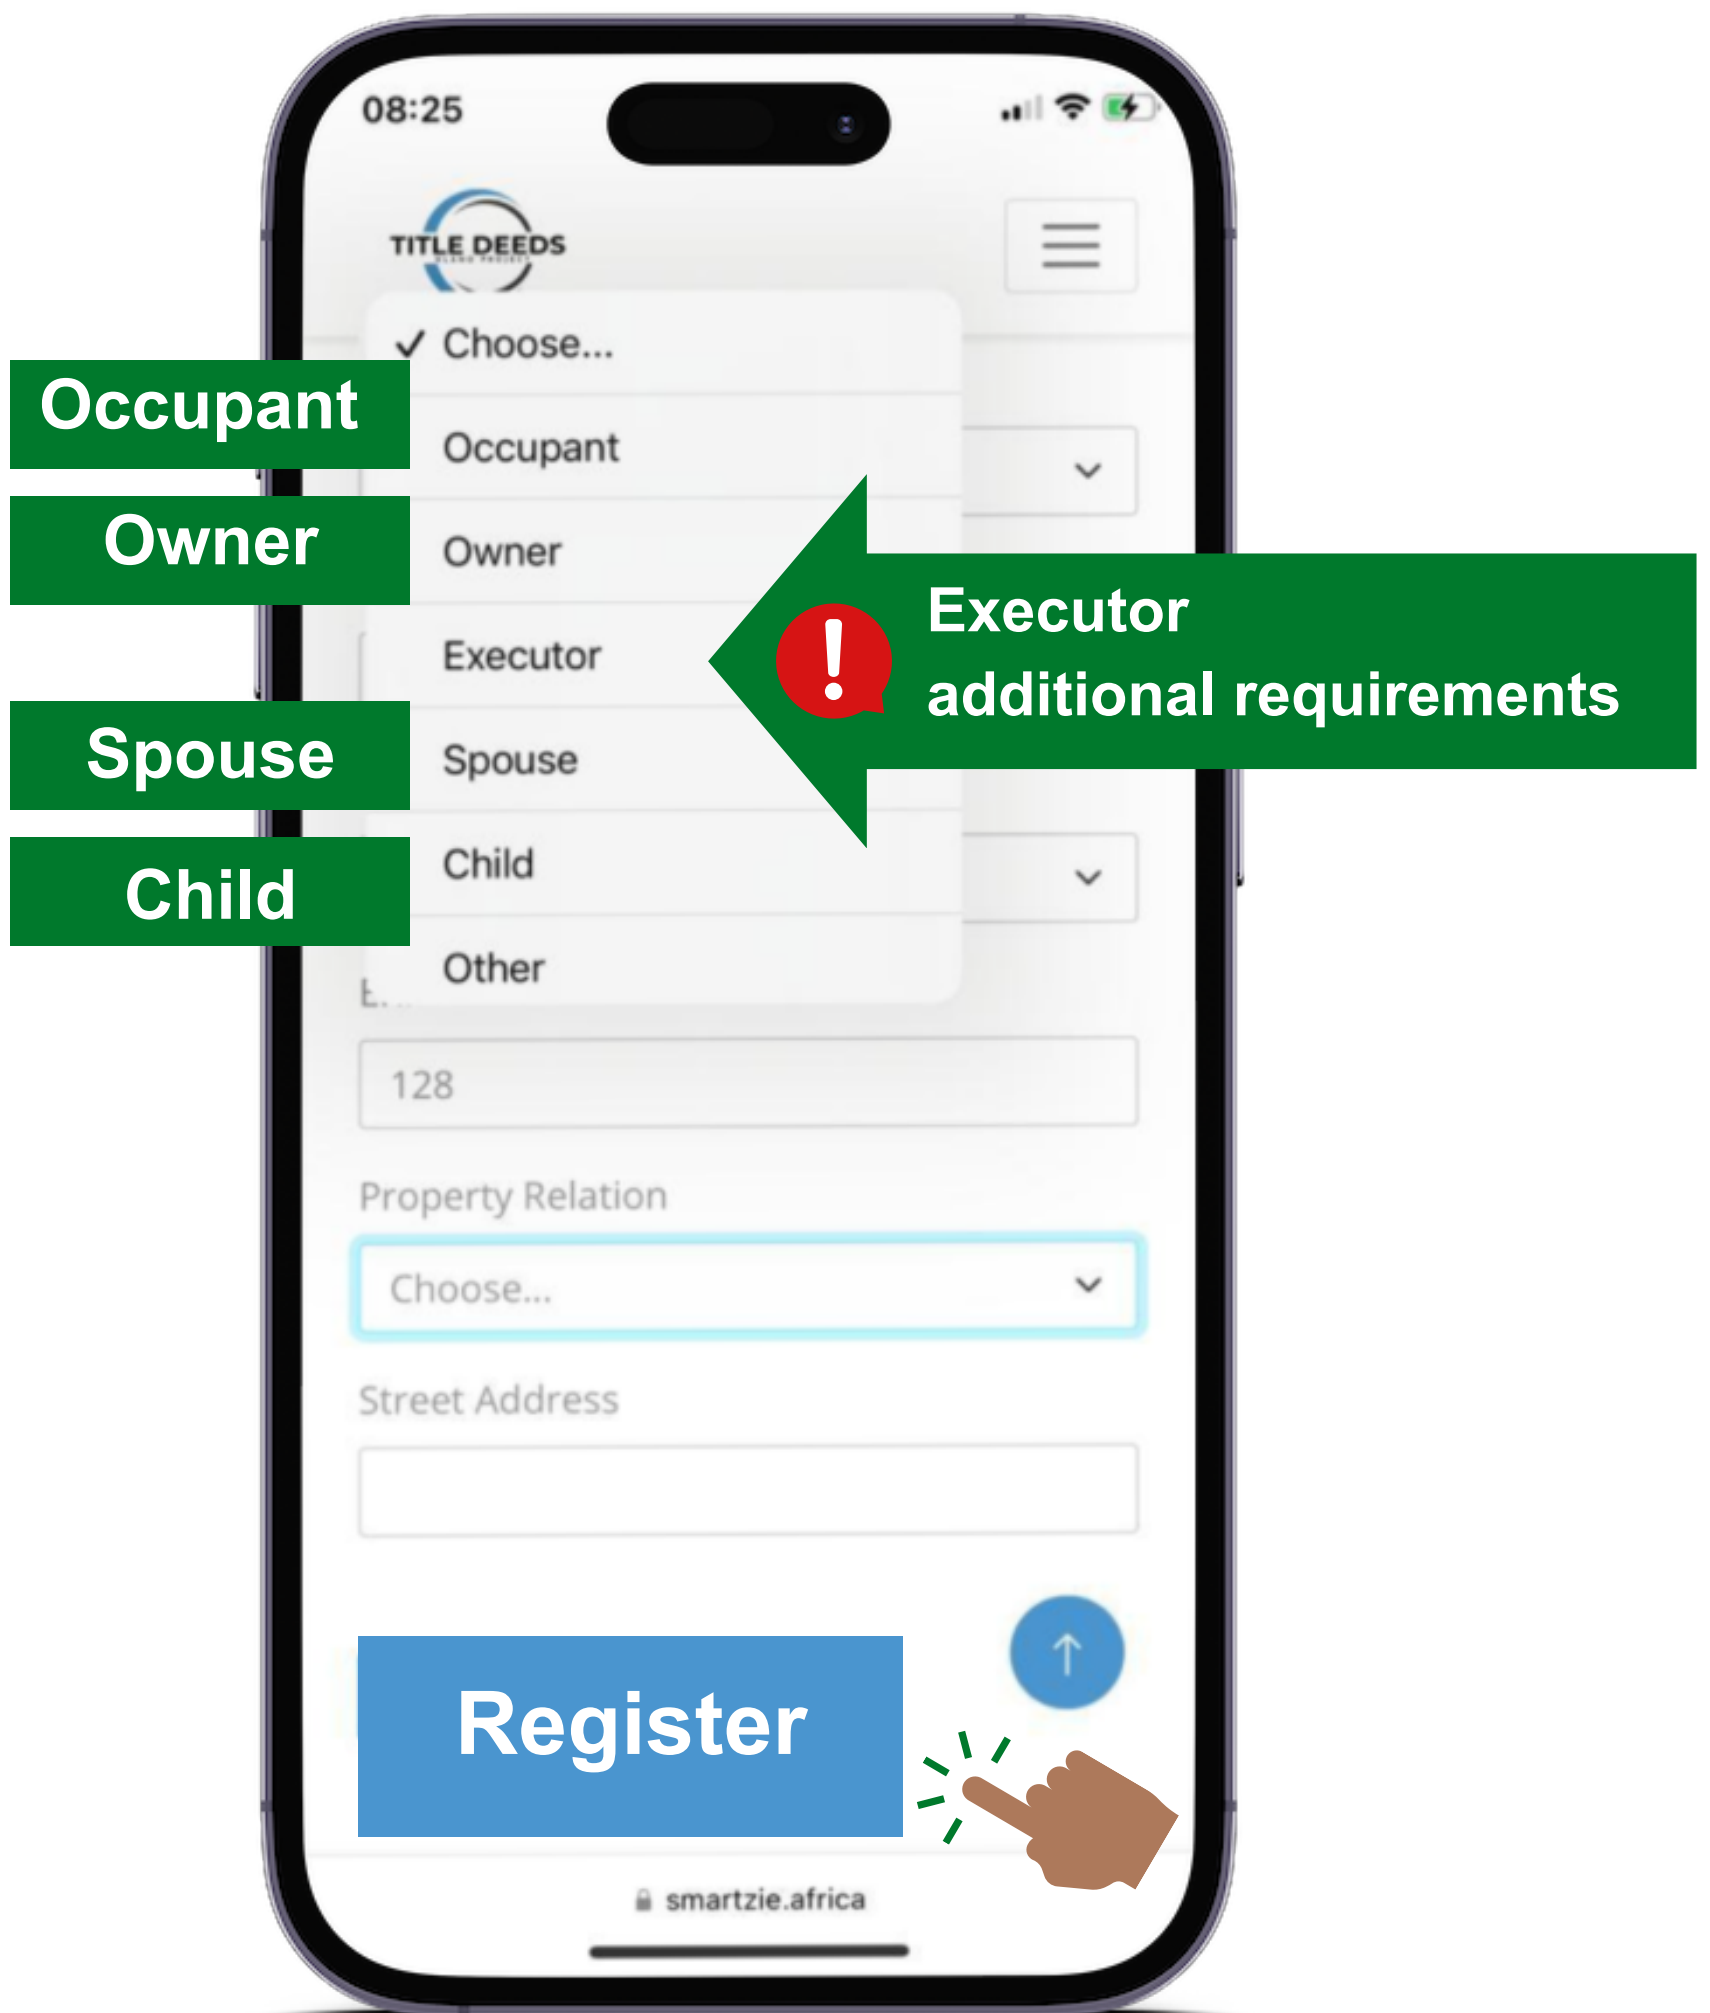 08:25
TITLE DEEDS
Choose...
Occupant
Occupant
Owner
Owner
Executor
Executor
additional requirements
Spouse
Spouse
Child
Child
Other
128
Property Relation
Choose...
Street Address
Register
smartzie.africa